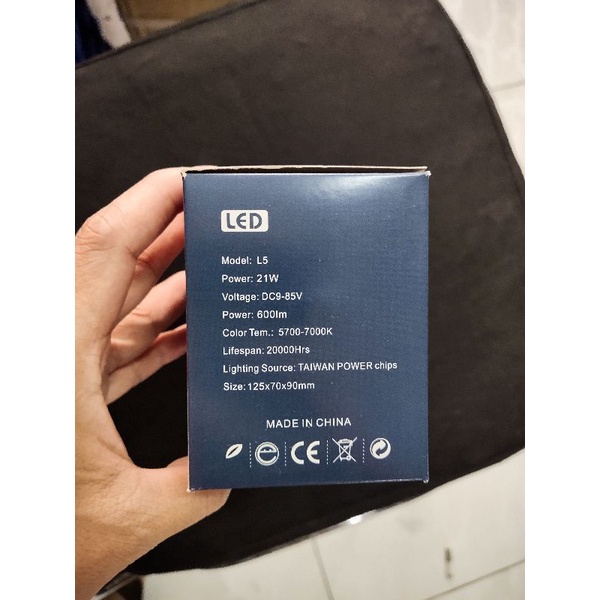 LED
Model: L5
Power: 21W
Voltage: DC9-85V
Power: 600lm
Color Tem.: 5700-7000K
Lifespan: 20000Hrs
Lighting Source: TAIWAN POWER chips
Size: 125x70x90mm
MADE IN CHINA
CE